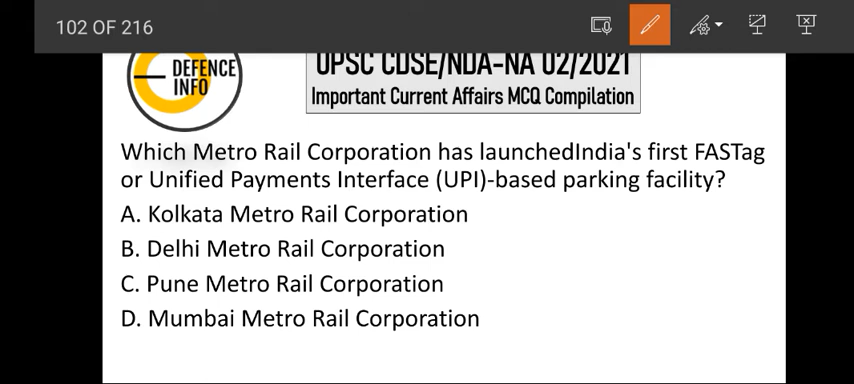 102 OF 216
DEFENCE
INFO
UPSC CDSE/NDA-NA 02/2021
Important Current Affairs MCQ Compilation
Which Metro Rail Corporation has launchedIndia's first FASTag
or Unified Payments Interface (UPI)-based parking facility?
A. Kolkata Metro Rail Corporation
B. Delhi Metro Rail Corporation
C. Pune Metro Rail Corporation
D. Mumbai Metro Rail Corporation